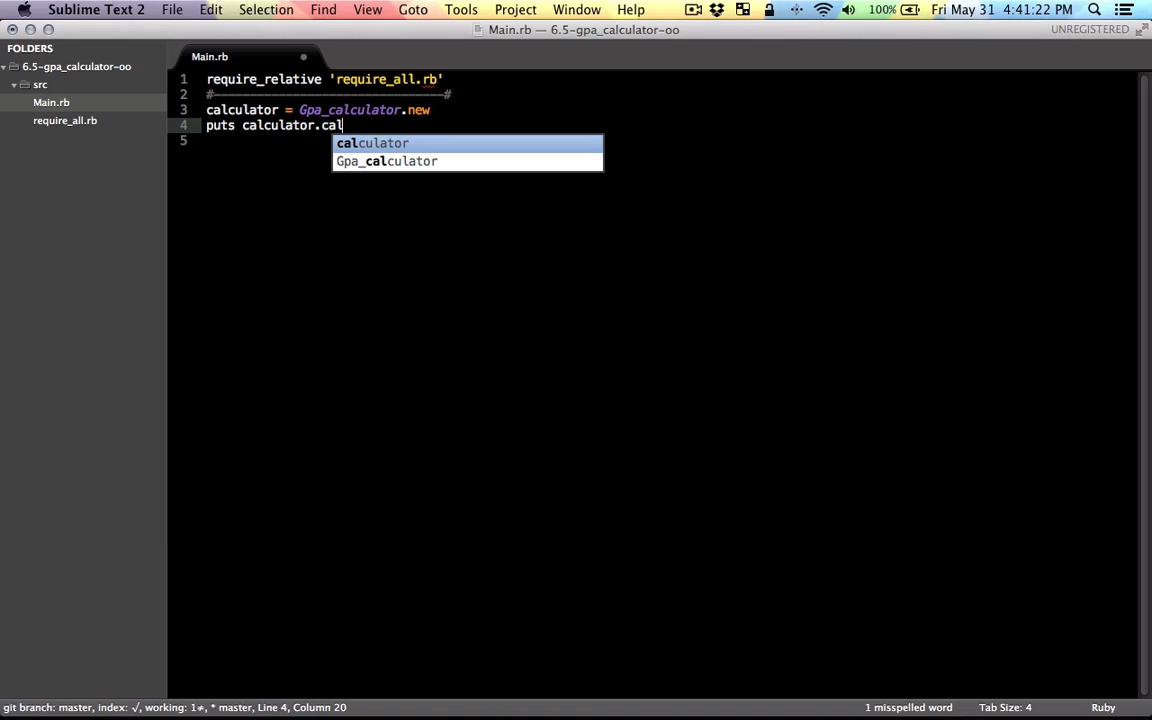 Sublime Text 2 File Edit Selection Find View Goto Tools Project Window Help 100% Fri May 31 4:41:22 PM
Main.rb — 6.5-gpa_calculator-oo UNREGISTERED
FOLDERS
6.5-gpa_calculator-oo
src
Main.rb
require_all.rb
Main.rb
1 require_relative 'require_all.rb'
2 #————————————————————————————————#
3 calculator = Gpa_calculator.new
4 puts calculator.cal
5
calculator
Gpa_calculator
git branch: master, index: √, working: 1≠, * master, Line 4, Column 20 1 misspelled word Tab Size: 4 Ruby